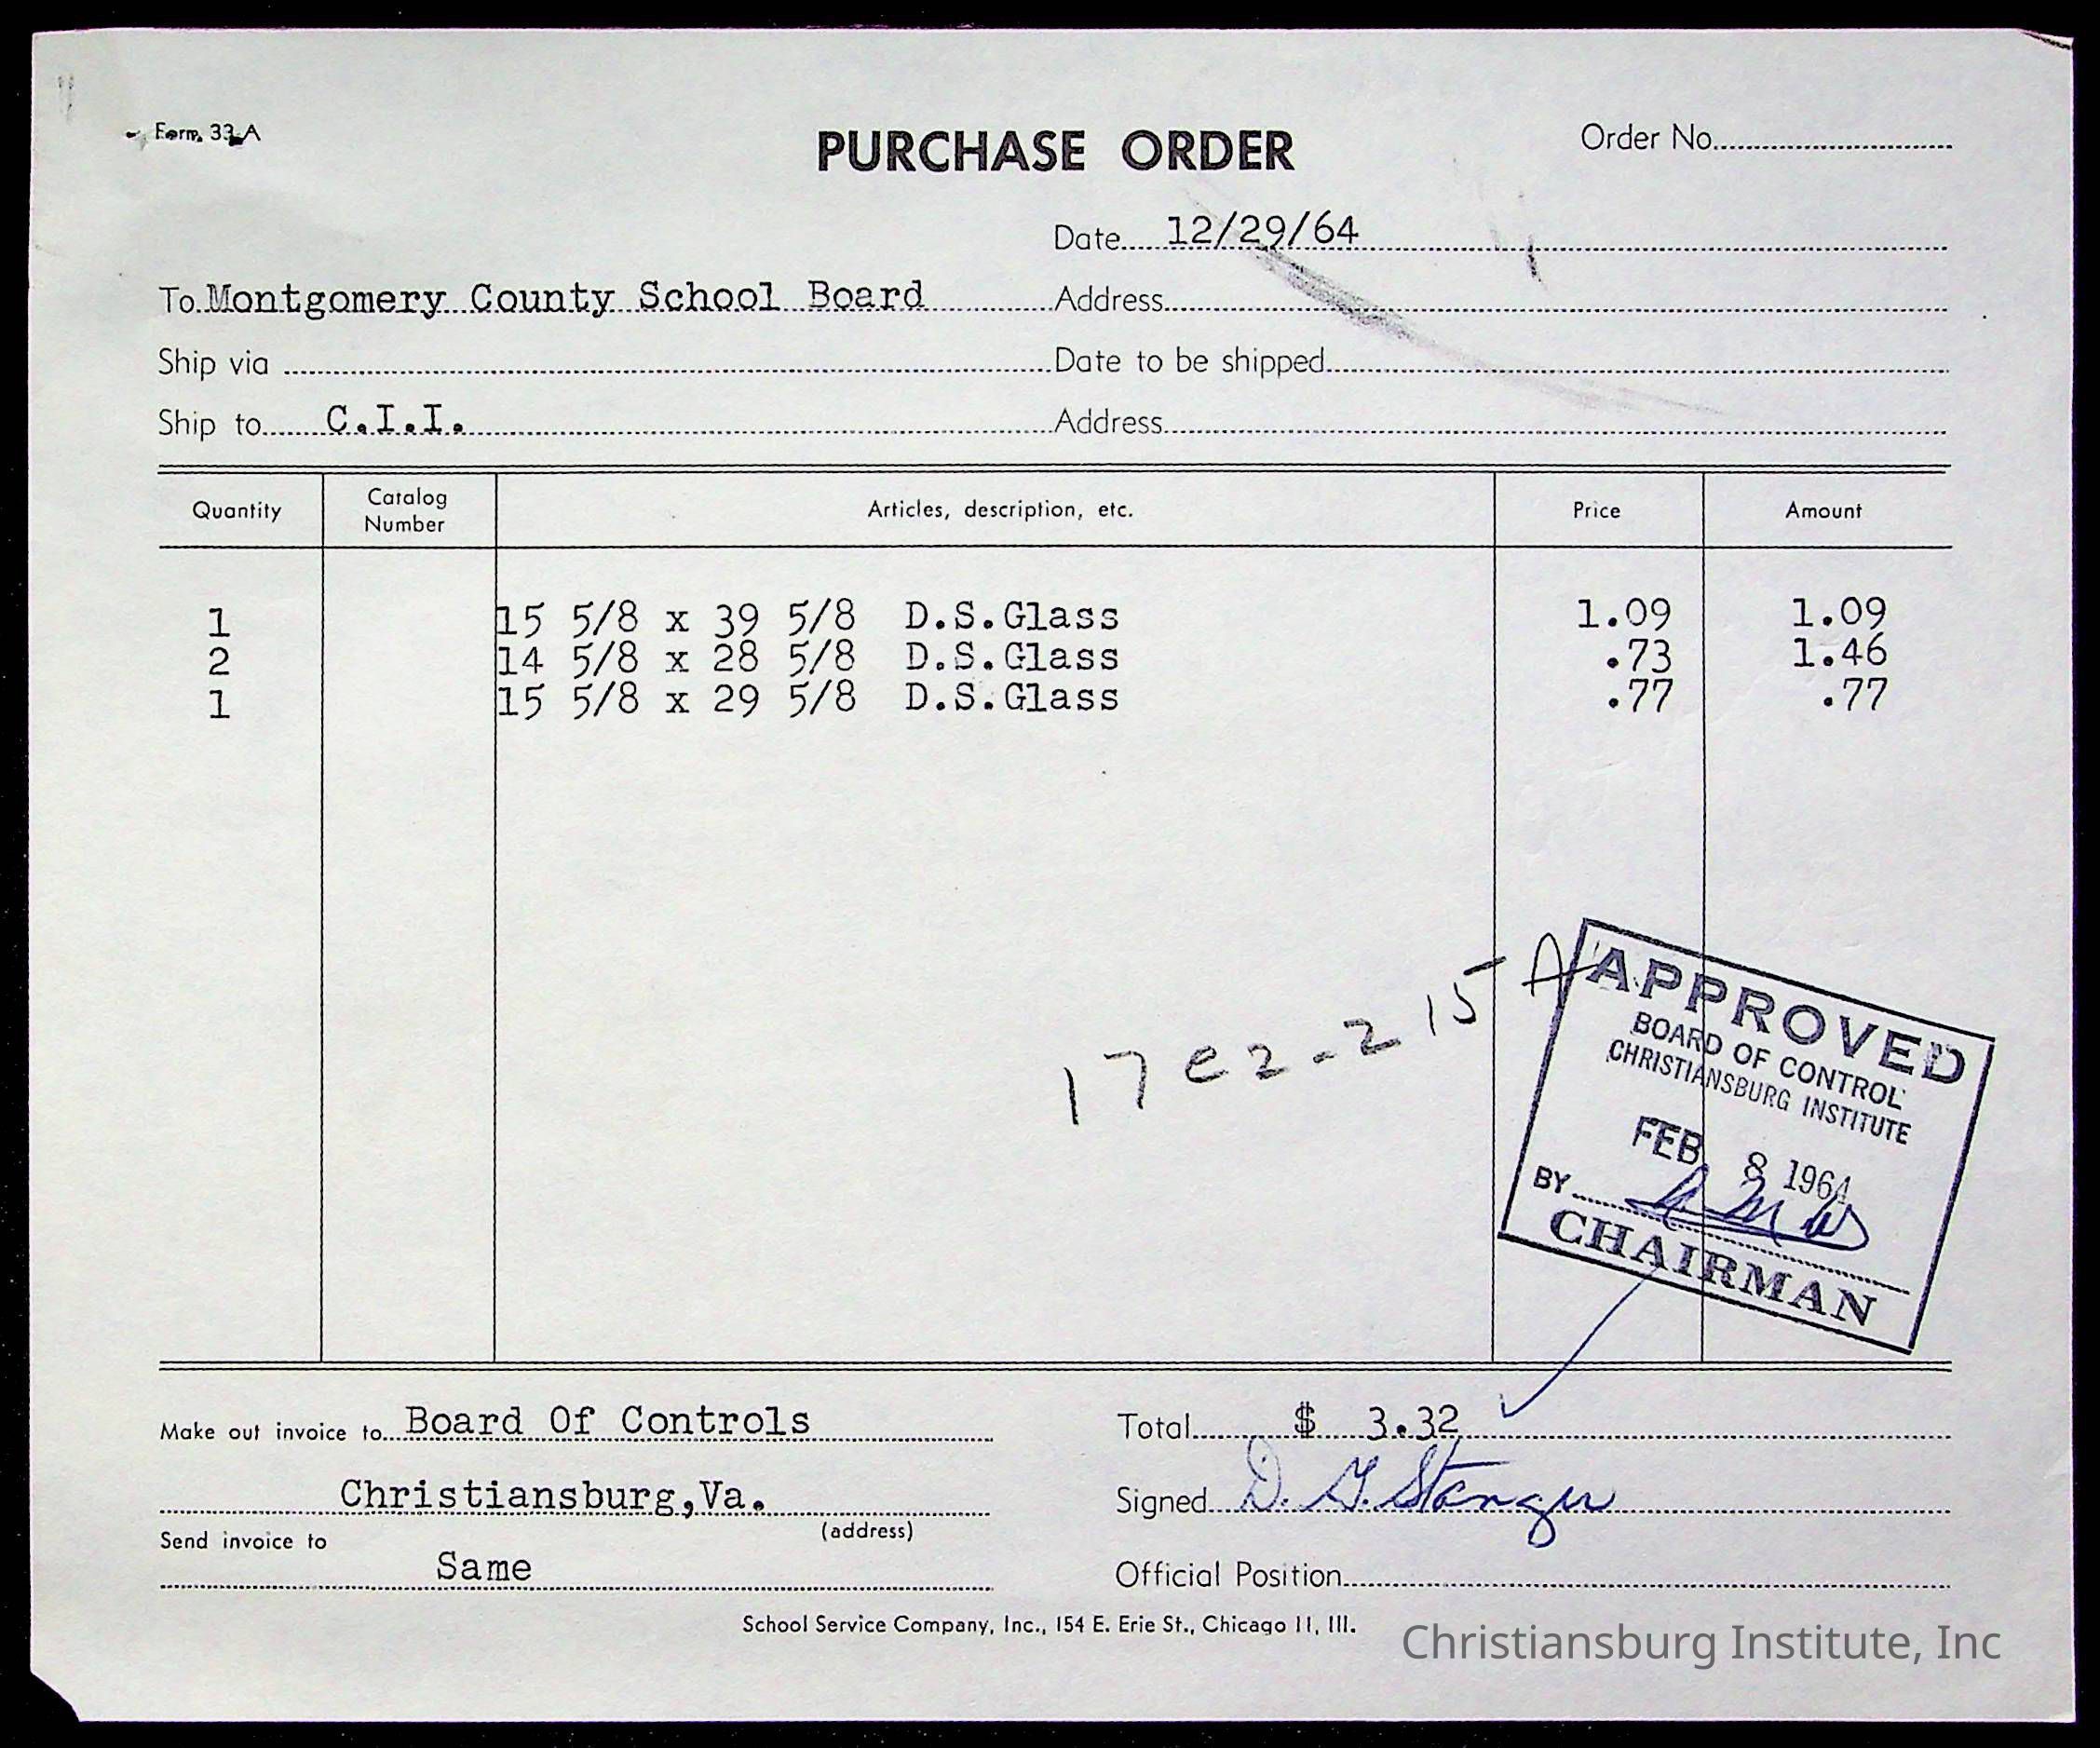 Form 33-A
PURCHASE ORDER
Order No.
Date 12/29/64
To Montgomery County School Board Address
Ship via Date to be shipped
Ship to C.I.I. Address
Quantity Catalog Number Articles, description, etc. Price Amount
1 15 5/8 x 39 5/8 D.S.Glass 1.09 1.09
2 14 5/8 x 28 5/8 D.S.Glass .73 1.46
1 15 5/8 x 29 5/8 D.S.Glass .77 .77
17 e2-215 A
APPROVED
BOARD OF CONTROL
CHRISTIANSBURG INSTITUTE
FEB 8 1964
BY
CHAIRMAN
Make out invoice to Board Of Controls Total $ 3.32
Christiansburg,Va. Signed D. G. Stanger
(address)
Send invoice to
Same Official Position
School Service Company, Inc., 154 E. Erie St., Chicago 11, Ill.
Christiansburg Institute, Inc